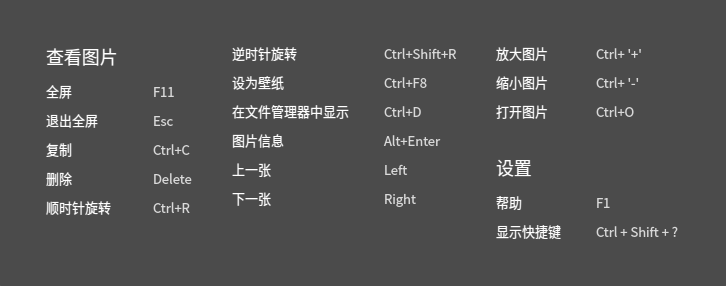 查看图片
全屏 F11
退出全屏 Esc
复制 Ctrl+C
删除 Delete
顺时针旋转 Ctrl+R
逆时针旋转 Ctrl+Shift+R
设为壁纸 Ctrl+F8
在文件管理器中显示 Ctrl+D
图片信息 Alt+Enter
上一张 Left
下一张 Right
放大图片 Ctrl+ '+'
缩小图片 Ctrl+ '-'
打开图片 Ctrl+O
设置
帮助 F1
显示快捷键 Ctrl + Shift + ?